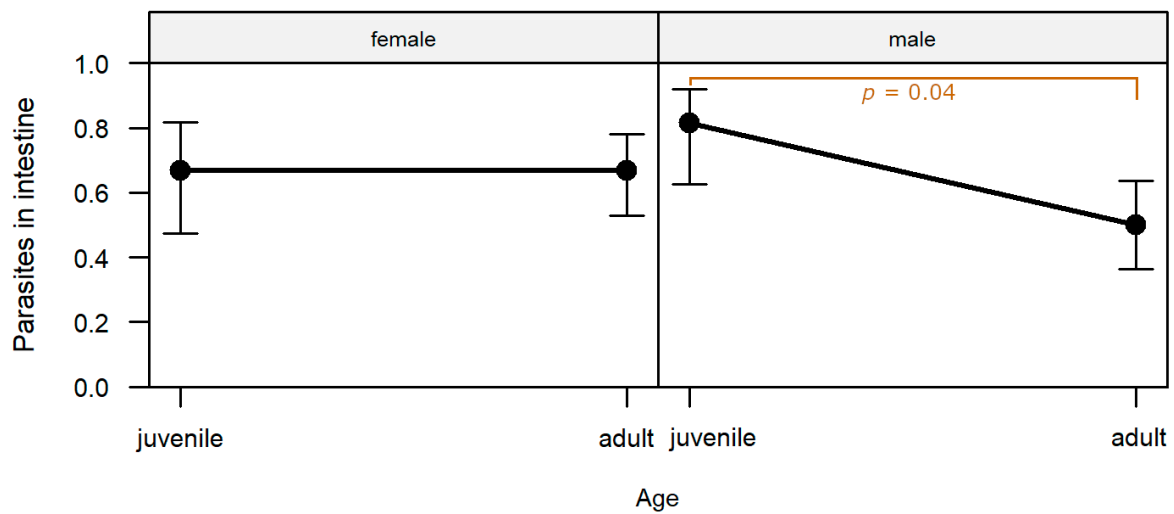 female male
1.0
p = 0.04
0.8
0.6
0.4
0.2
0.0
Parasites in intestine
juvenile adult juvenile adult
Age